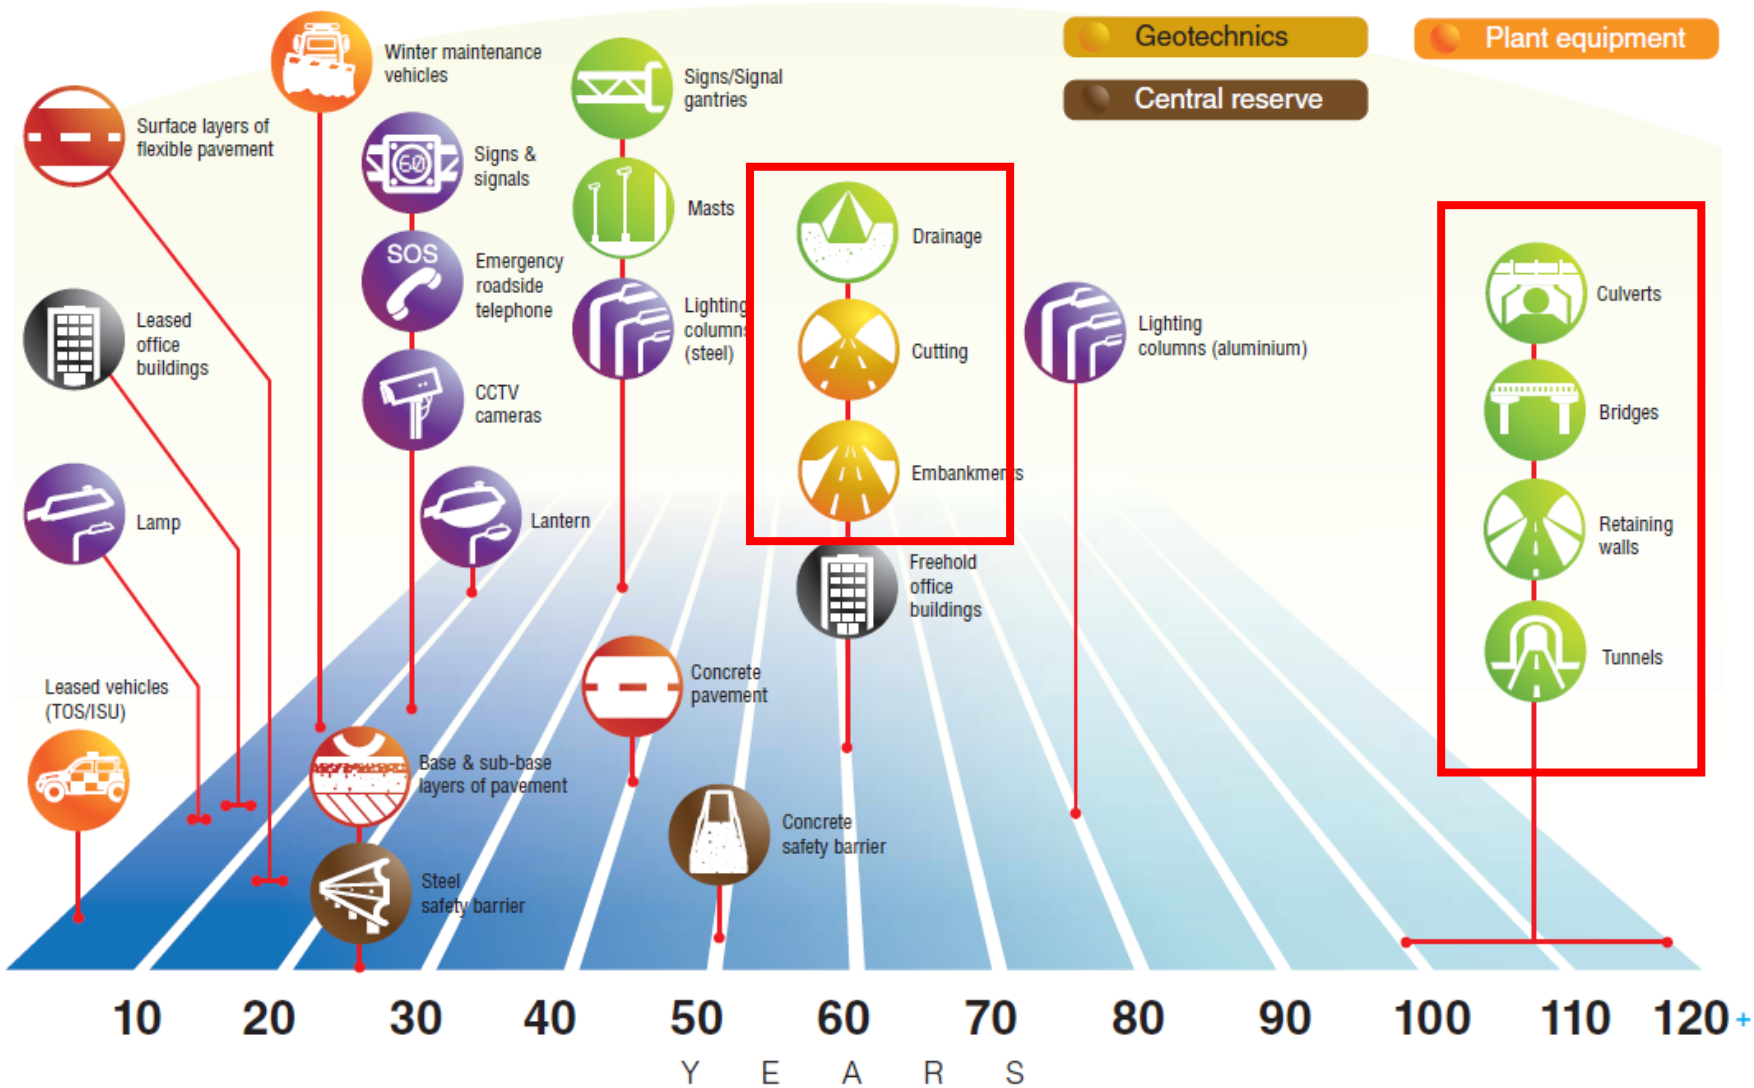 Geotechnics
Plant equipment
Central reserve
Winter maintenance
vehicles
Signs/Signal
gantries
Surface layers of
flexible pavement
Signs &
signals
60
Masts
Drainage
SOS
Emergency
roadside
telephone
Culverts
Lighting
columns
(steel)
Lighting
columns (aluminium)
Leased
office
buildings
Cutting
CCTV
cameras
Bridges
Embankments
Lamp
Lantern
Retaining
walls
Freehold
office
buildings
Tunnels
Leased vehicles
(TOS/ISU)
Concrete
pavement
Base & sub-base
layers of pavement
Concrete
safety barrier
Steel
safety barrier
10 20 30 40 50 60 70 80 90 100 110 120 +
YEARS